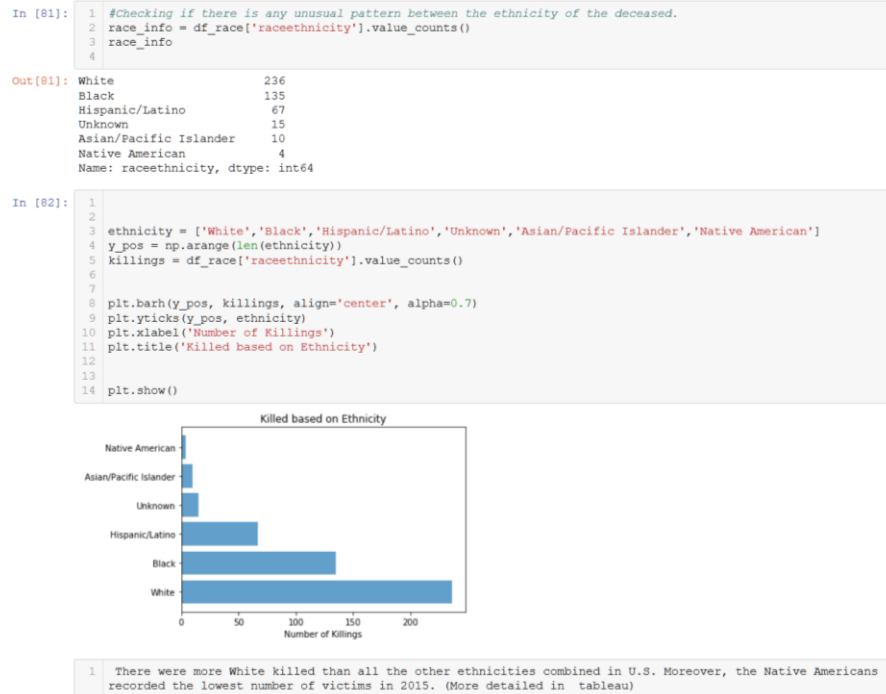 In [81]:
1 #Checking if there is any unusual pattern between the ethnicity of the deceased.
2 race_info = df_race['raceethnicity'].value_counts()
3 race_info
4
Out[81]: White 236
Black 135
Hispanic/Latino 67
Unknown 15
Asian/Pacific Islander 10
Native American 4
Name: raceethnicity, dtype: int64
In [82]:
1
2
3 ethnicity = ['White','Black','Hispanic/Latino','Unknown','Asian/Pacific Islander','Native American']
4 y_pos = np.arange(len(ethnicity))
5 killings = df_race['raceethnicity'].value_counts()
6
7
8 plt.barh(y_pos, killings, align='center', alpha=0.7)
9 plt.yticks(y_pos, ethnicity)
10 plt.xlabel('Number of Killings')
11 plt.title('Killed based on Ethnicity')
12
13
14 plt.show()
Killed based on Ethnicity
Native American
Asian/Pacific Islander
Unknown
Hispanic/Latino
Black
White
0 50 100 150 200
Number of Killings
1 There were more White killed than all the other ethnicities combined in U.S. Moreover, the Native Americans
recorded the lowest number of victims in 2015. (More detailed in tableau)